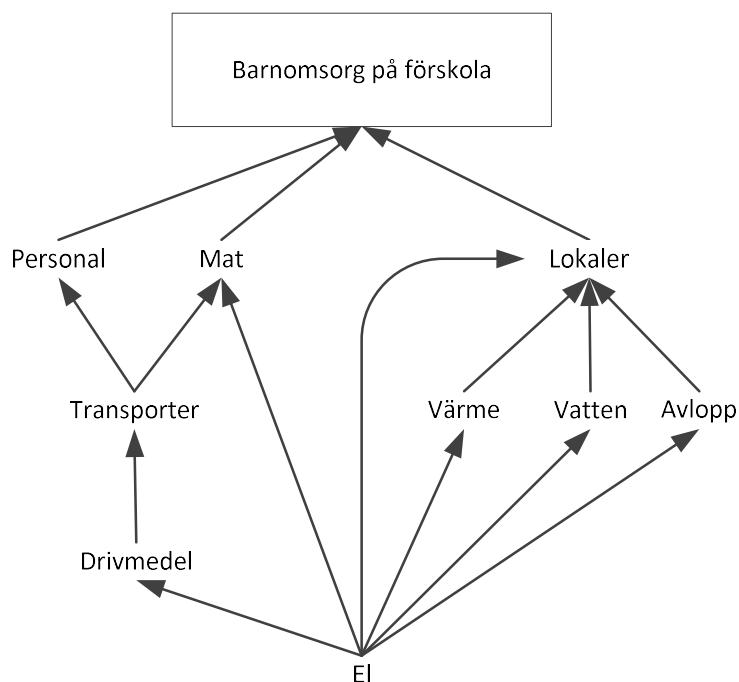 Barnomsorg på förskola
Personal
Mat
Lokaler
Transporter
Värme
Vatten
Avlopp
Drivmedel
El